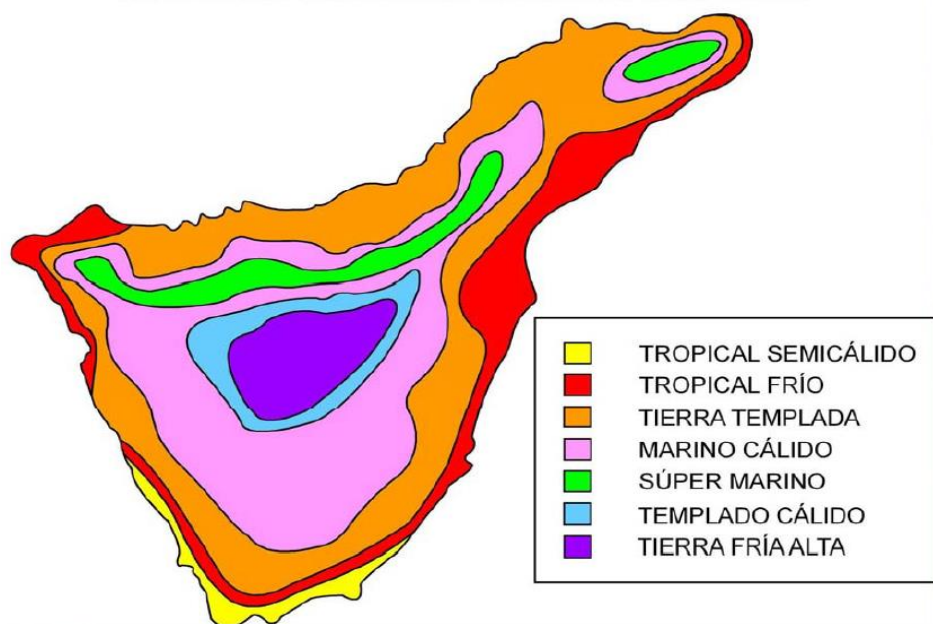 TROPICAL SEMICÁLIDO
TROPICAL FRÍO
TIERRA TEMPLADA
MARINO CÁLIDO
SÚPER MARINO
TEMPLADO CÁLIDO
TIERRA FRÍA ALTA